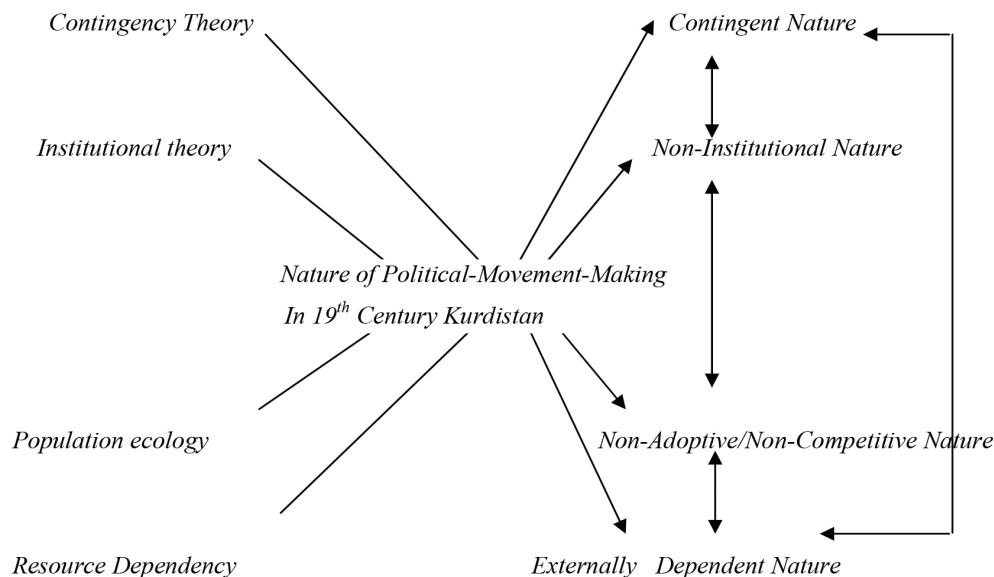 Contingency Theory
Contingent Nature
Institutional theory
Non-Institutional Nature
Nature of Political-Movement-Making
In 19th Century Kurdistan
Population ecology
Non-Adoptive/Non-Competitive Nature
Resource Dependency
Externally Dependent Nature